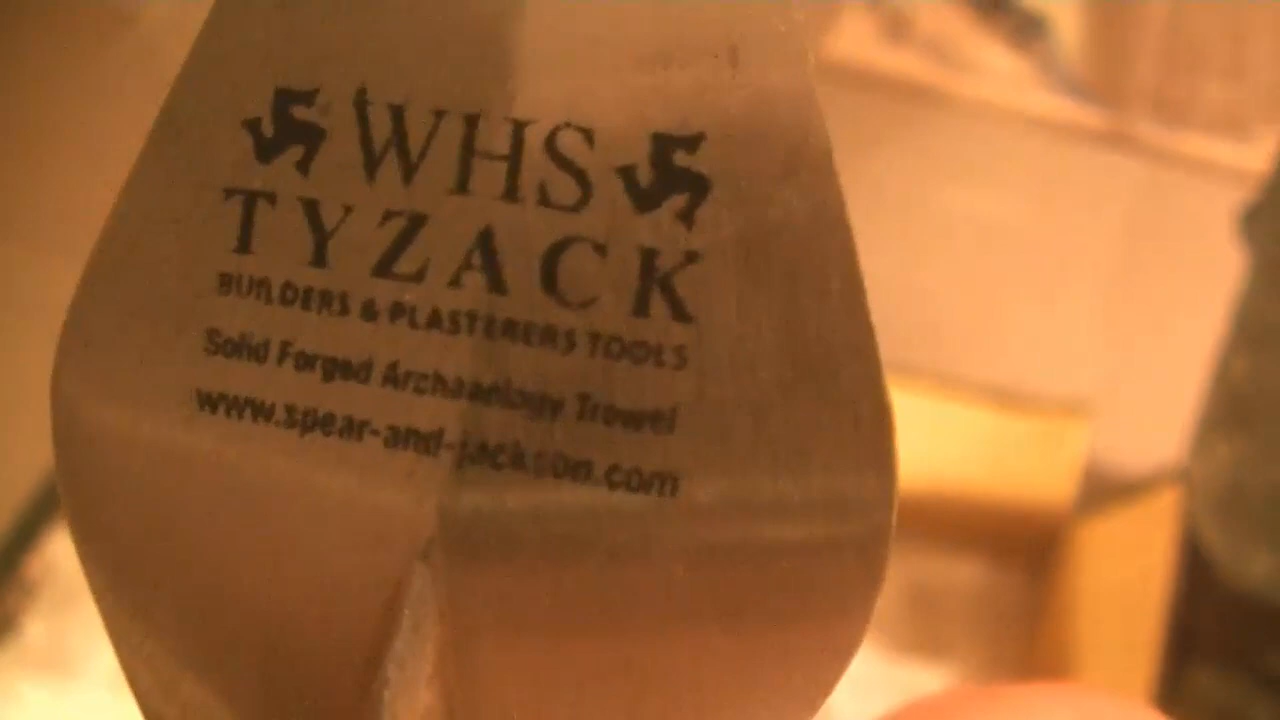 WHS
TYZACK
BUILDERS & PLASTERERS TOOLS
Solid Forged Archaeology Trowel
www.spear-and-jackson.com